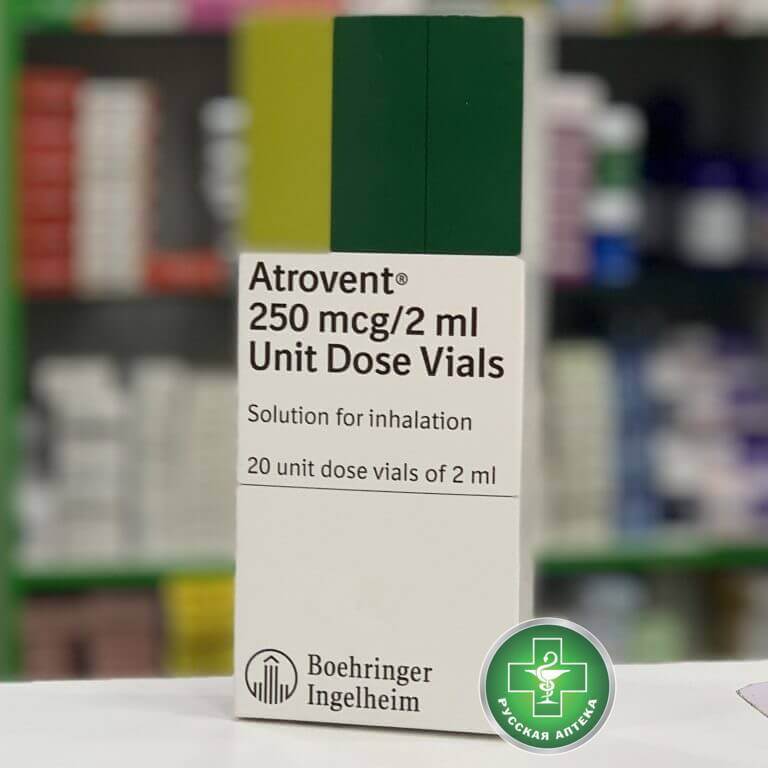 Atrovent®
250 mcg/2 ml
Unit Dose Vials
Solution for inhalation
20 unit dose vials of 2 ml
Boehringer
Ingelheim
РУССКАЯ АПТЕКА